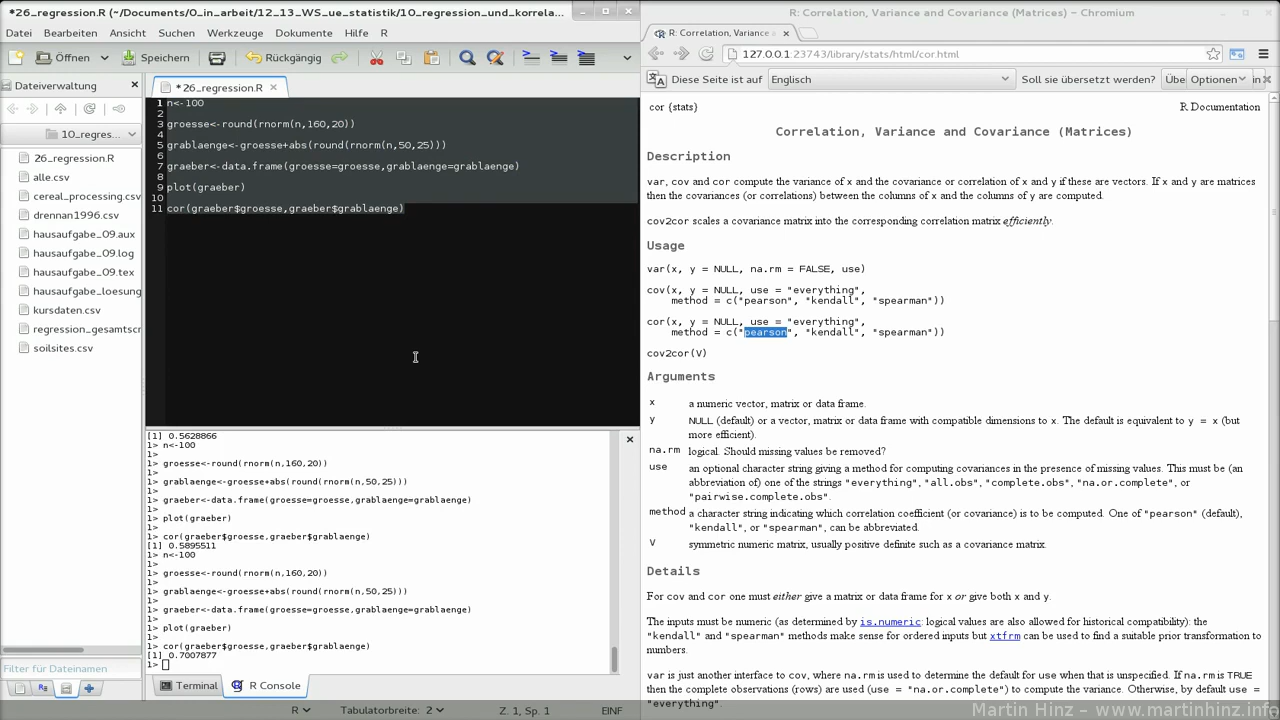 *26_regression.R (~/Documents/0_in_arbeit/12_13_WS_ue_statistik/10_regression_und_korrela...
Datei Bearbeiten Ansicht Suchen Werkzeuge Dokumente Hilfe R
Öffnen Speichern Rückgängig
Dateiverwaltung
10_regres...
26_regression.R
alle.csv
cereal_processing.csv
drennan1996.csv
hausaufgabe_09.aux
hausaufgabe_09.log
hausaufgabe_09.tex
hausaufgabe_loesung
kursdaten.csv
regression_gesamtscr
soilsites.csv
Filter für Dateinamen
*26_regression.R
1 n<-100
2
3 groesse<-round(rnorm(n,160,20))
4
5 grablaenge<-groesse+abs(round(rnorm(n,50,25)))
6
7 graeber<-data.frame(groesse=groesse,grablaenge=grablaenge)
8
9 plot(graeber)
10
11 cor(graeber$groesse,graeber$grablaenge)
[1] 0.5628866
1> n<-100
1>
1> groesse<-round(rnorm(n,160,20))
1>
1> grablaenge<-groesse+abs(round(rnorm(n,50,25)))
1>
1> graeber<-data.frame(groesse=groesse,grablaenge=grablaenge)
1>
1> plot(graeber)
1>
1> cor(graeber$groesse,graeber$grablaenge)
[1] 0.5895511
1> n<-100
1>
1> groesse<-round(rnorm(n,160,20))
1>
1> grablaenge<-groesse+abs(round(rnorm(n,50,25)))
1>
1> graeber<-data.frame(groesse=groesse,grablaenge=grablaenge)
1>
1> plot(graeber)
1>
1> cor(graeber$groesse,graeber$grablaenge)
[1] 0.7007877
1>
Terminal R Console
R Tabulatorbreite: 2 Z. 1, Sp. 1 EINF
R: Correlation, Variance and Covariance (Matrices) - Chromium
R: Correlation, Variance a
127.0.0.1:23743/library/stats/html/cor.html
Diese Seite ist auf Englisch Soll sie übersetzt werden? Übe Optionen in
cor {stats} R Documentation
Correlation, Variance and Covariance (Matrices)
Description
var, cov and cor compute the variance of x and the covariance or correlation of x and y if these are vectors. If x and y are matrices
then the covariances (or correlations) between the columns of x and the columns of y are computed.
cov2cor scales a covariance matrix into the corresponding correlation matrix efficiently.
Usage
var(x, y = NULL, na.rm = FALSE, use)
cov(x, y = NULL, use = "everything",
method = c("pearson", "kendall", "spearman"))
cor(x, y = NULL, use = "everything",
method = c("pearson", "kendall", "spearman"))
cov2cor(V)
Arguments
x a numeric vector, matrix or data frame.
y NULL (default) or a vector, matrix or data frame with compatible dimensions to x. The default is equivalent to y = x (but
more efficient).
na.rm logical. Should missing values be removed?
use an optional character string giving a method for computing covariances in the presence of missing values. This must be (an
abbreviation of) one of the strings "everything", "all.obs", "complete.obs", "na.or.complete", or
"pairwise.complete.obs".
method a character string indicating which correlation coefficient (or covariance) is to be computed. One of "pearson" (default),
"kendall", or "spearman", can be abbreviated.
V symmetric numeric matrix, usually positive definite such as a covariance matrix.
Details
For cov and cor one must either give a matrix or data frame for x or give both x and y.
The inputs must be numeric (as determined by is.numeric: logical values are also allowed for historical compatibility): the
"kendall" and "spearman" methods make sense for ordered inputs but xtfrm can be used to find a suitable prior transformation to
numbers.
var is just another interface to cov, where na.rm is used to determine the default for use when that is unspecified. If na.rm is TRUE
then the complete observations (rows) are used (use = "na.or.complete") to compute the variance. Otherwise, by default use =
"everything".
Martin Hinz - www.martinhinz.info